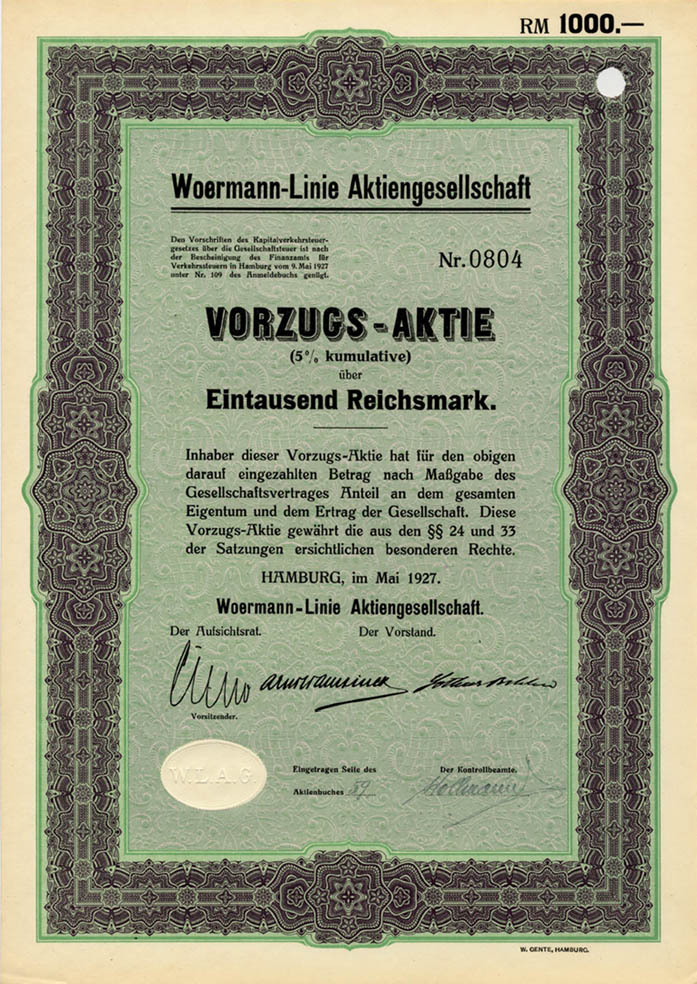 RM 1000.—
Woermann-Linie Aktiengesellschaft
Den Vorschriften des Kapitalverkehrsteuer-
gesetzes über die Gesellschaftsteuer ist nach
der Bescheinigung des Finanzamts für
Verkehrssteuern in Hamburg vom 9. Mai 1927
unter Nr. 109 des Anmeldebuchs genügt.
Nr. 0804
VORZUGS-AKTIE
(5% kumulative)
über
Eintausend Reichsmark.
Inhaber dieser Vorzugs-Aktie hat für den obigen
darauf eingezahlten Betrag nach Maßgabe des
Gesellschaftsvertrages Anteil an dem gesamten
Eigentum und dem Ertrag der Gesellschaft. Diese
Vorzugs-Aktie gewährt die aus den §§ 24 und 33
der Satzungen ersichtlichen besonderen Rechte.
HAMBURG, im Mai 1927.
Woermann-Linie Aktiengesellschaft.
Der Aufsichtsrat. Der Vorstand.
Cuno
Vorsitzender.
W.L.A.G.
Eingetragen Seite des Der Kontrollbeamte.
Aktienbuches 59
W. GENTE, HAMBURG.